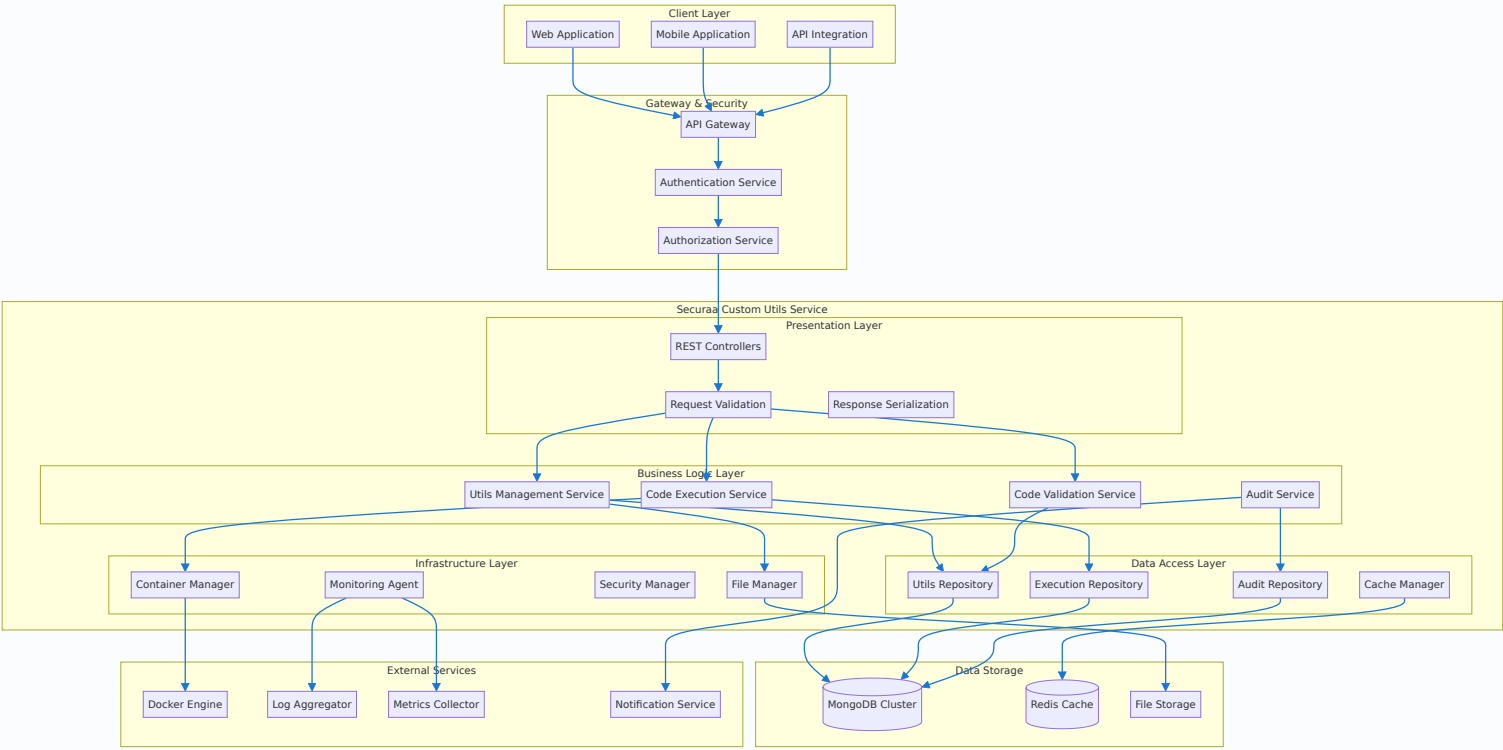 Client Layer
Web Application
Mobile Application
API Integration
Gateway & Security
API Gateway
Authentication Service
Authorization Service
Securaa Custom Utils Service
Presentation Layer
REST Controllers
Request Validation
Response Serialization
Business Logic Layer
Utils Management Service
Code Execution Service
Code Validation Service
Audit Service
Infrastructure Layer
Container Manager
Monitoring Agent
Security Manager
File Manager
Data Access Layer
Utils Repository
Execution Repository
Audit Repository
Cache Manager
External Services
Docker Engine
Log Aggregator
Metrics Collector
Notification Service
Data Storage
MongoDB Cluster
Redis Cache
File Storage